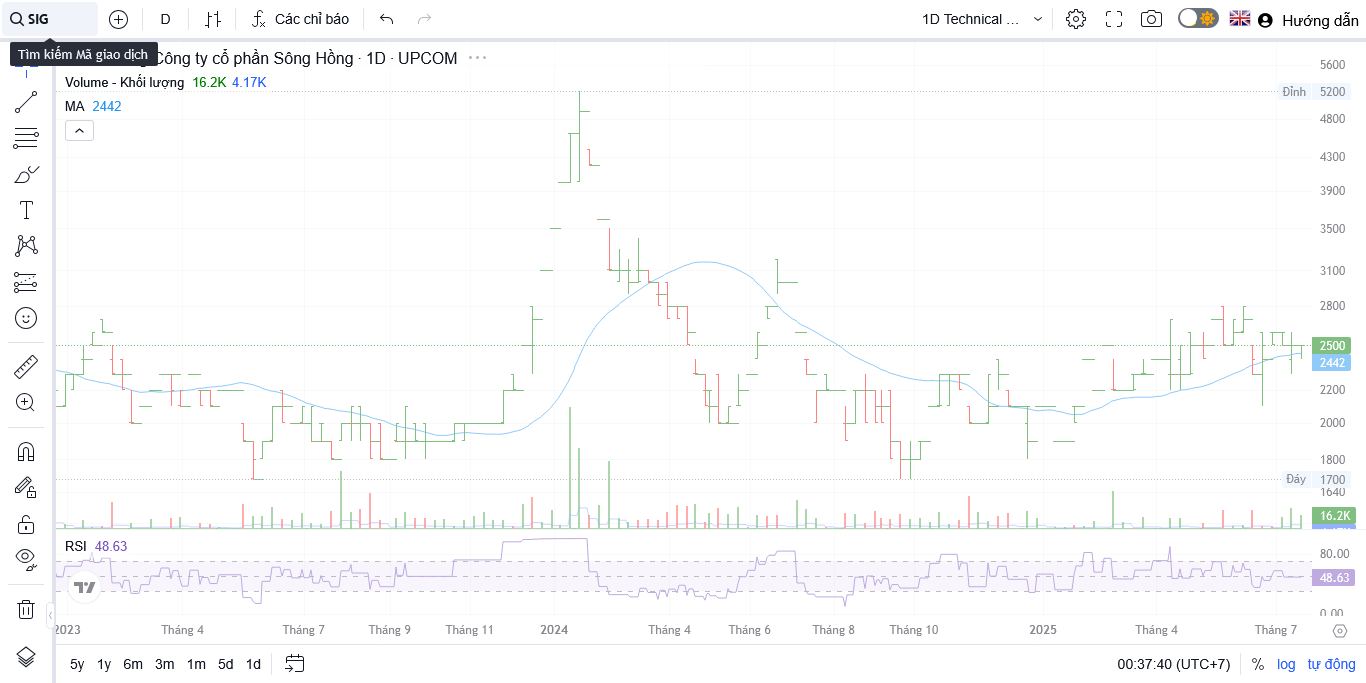 SIG
D
Các chỉ báo
1D Technical ...
Hướng dẫn
Tìm kiếm Mã giao dịch
Công ty cổ phần Sông Hồng · 1D · UPCOM
Volume - Khối lượng 16.2K 4.17K
MA 2442
5600
Đỉnh 5200
4800
4300
3900
3500
3100
2800
2500
2442
2200
2000
1800
Đáy 1700
1640
16.2K
RSI 48.63
80.00
48.63
0.00
2023 Tháng 4 Tháng 7 Tháng 9 Tháng 11 2024 Tháng 4 Tháng 6 Tháng 8 Tháng 10 2025 Tháng 4 Tháng 7
5y 1y 6m 3m 1m 5d 1d
00:37:40 (UTC+7) % log tự động